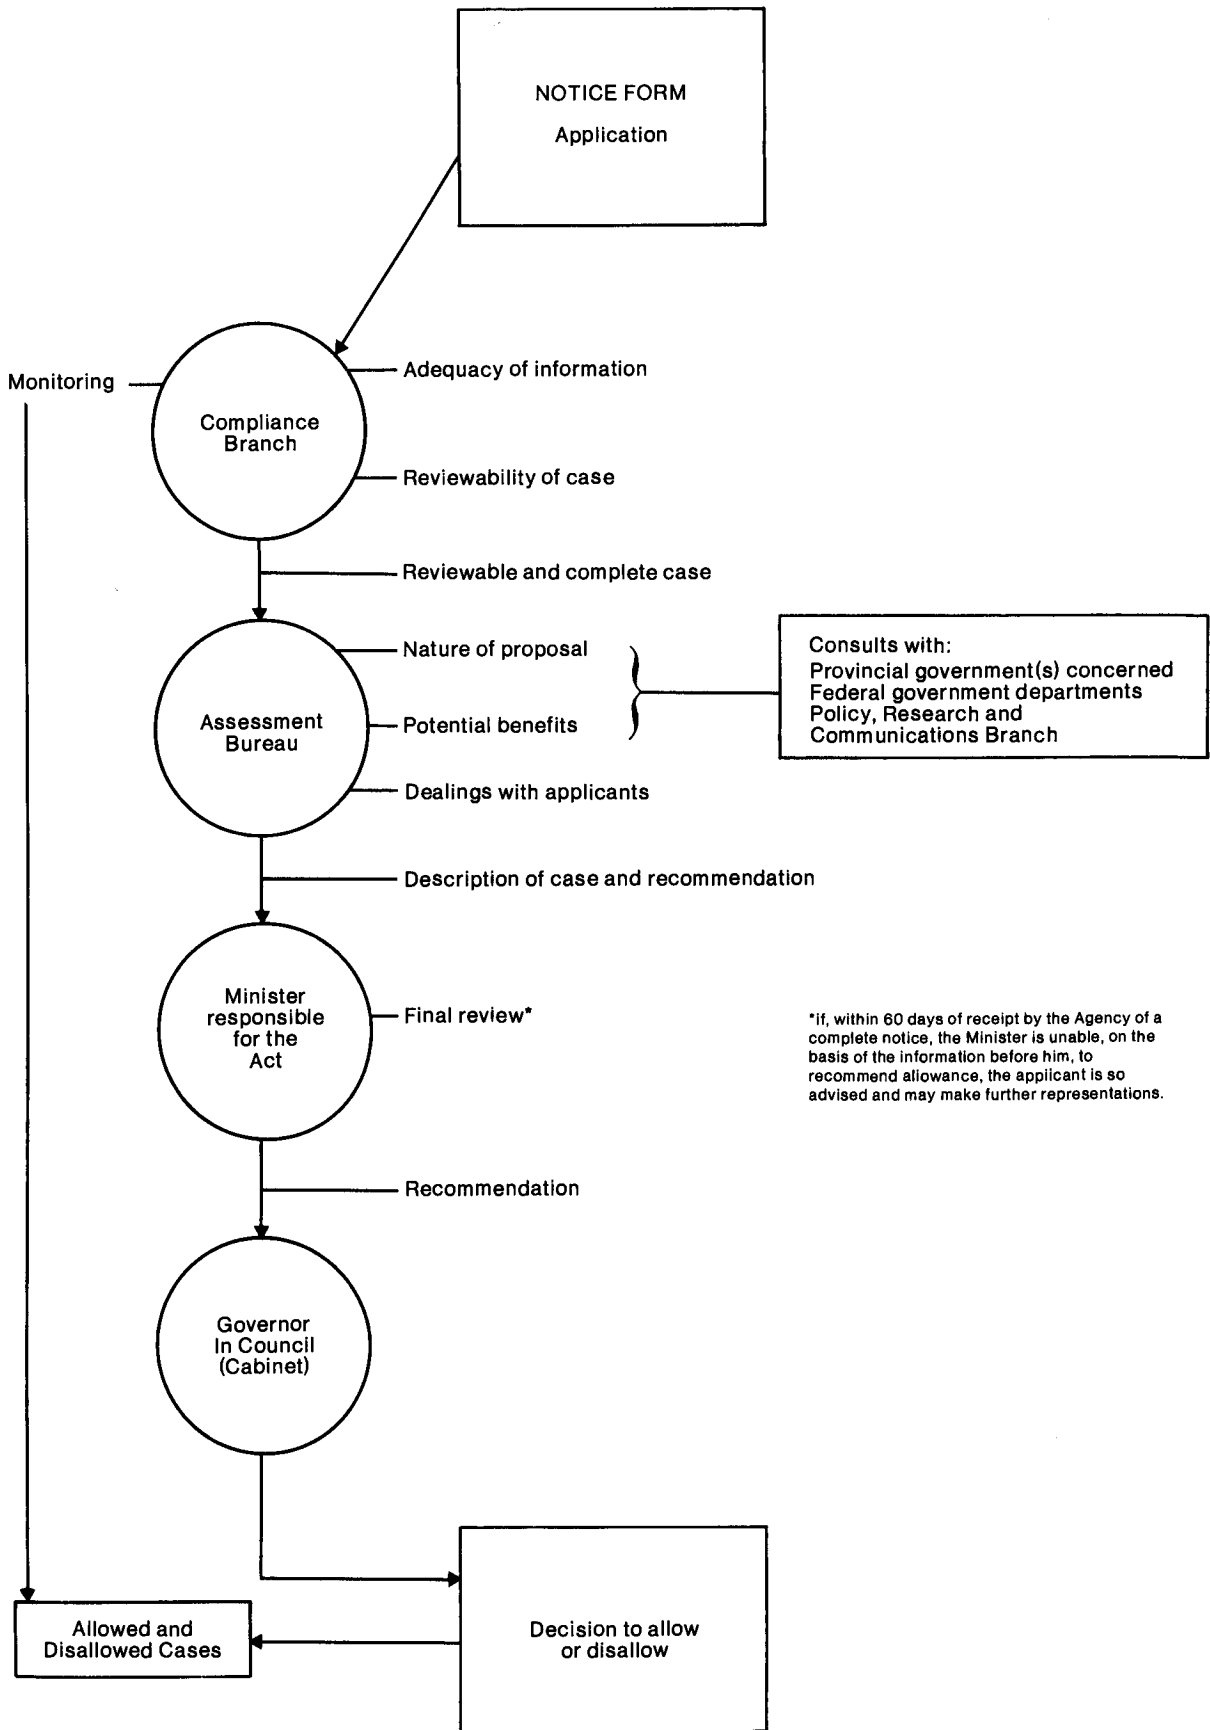 NOTICE FORM
Application
Monitoring
Adequacy of information
Compliance
Branch
Reviewability of case
Reviewable and complete case
Nature of proposal
Assessment
Bureau
Potential benefits
Dealings with applicants
Consults with:
Provincial government(s) concerned
Federal government departments
Policy, Research and
Communications Branch
Description of case and recommendation
Minister
responsible
for the
Act
Final review*
*if, within 60 days of receipt by the Agency of a
complete notice, the Minister is unable, on the
basis of the information before him, to
recommend allowance, the applicant is so
advised and may make further representations.
Recommendation
Governor
In Council
(Cabinet)
Allowed and
Disallowed Cases
Decision to allow
or disallow